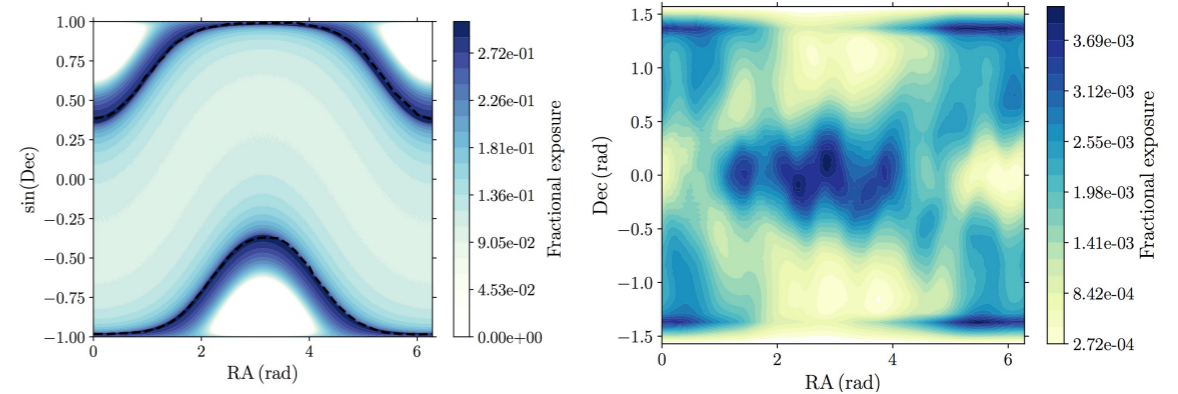 1.00
0.75
0.50
0.25
0.00
−0.25
−0.50
−0.75
−1.00
sin(Dec)
0
2
4
6
RA (rad)
2.72e-01
2.26e-01
1.81e-01
1.36e-01
9.05e-02
4.53e-02
0.00e+00
Fractional exposure
1.5
1.0
0.5
0.0
−0.5
−1.0
−1.5
Dec (rad)
0
2
4
6
RA (rad)
3.69e-03
3.12e-03
2.55e-03
1.98e-03
1.41e-03
8.42e-04
2.72e-04
Fractional exposure